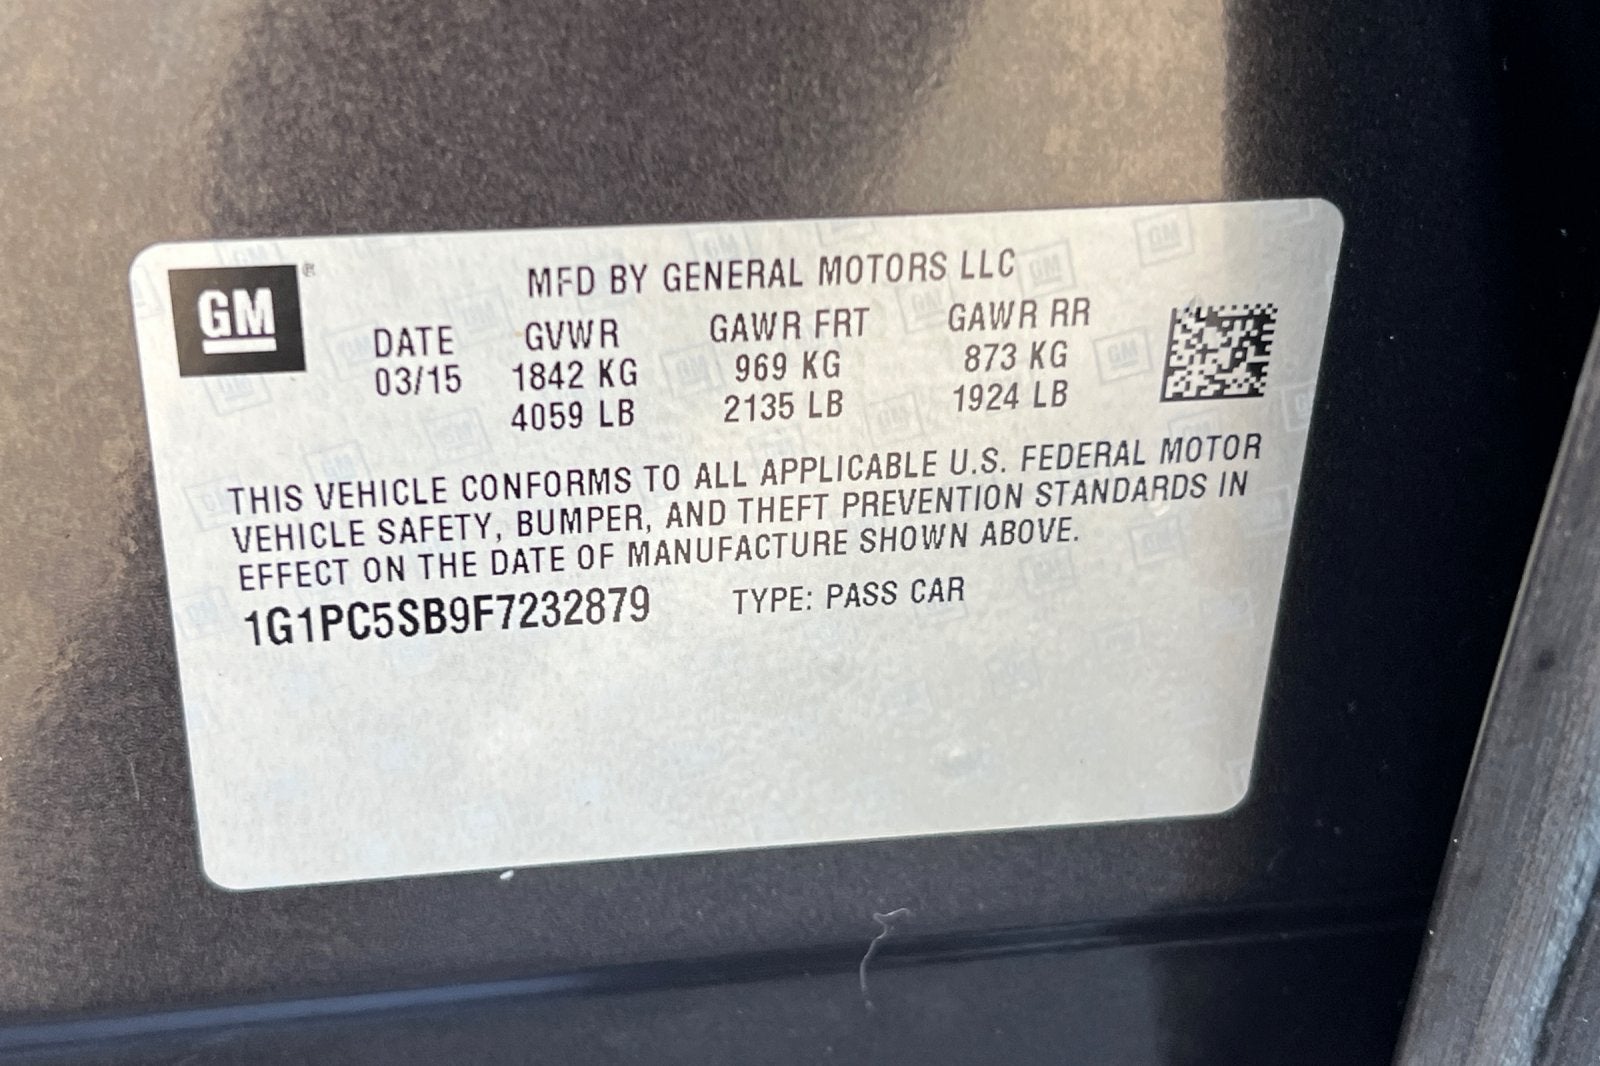 GM ®
MFD BY GENERAL MOTORS LLC
DATE GVWR GAWR FRT GAWR RR
03/15 1842 KG 969 KG 873 KG
4059 LB 2135 LB 1924 LB
THIS VEHICLE CONFORMS TO ALL APPLICABLE U.S. FEDERAL MOTOR
VEHICLE SAFETY, BUMPER, AND THEFT PREVENTION STANDARDS IN
EFFECT ON THE DATE OF MANUFACTURE SHOWN ABOVE.
1G1PC5SB9F7232879 TYPE: PASS CAR